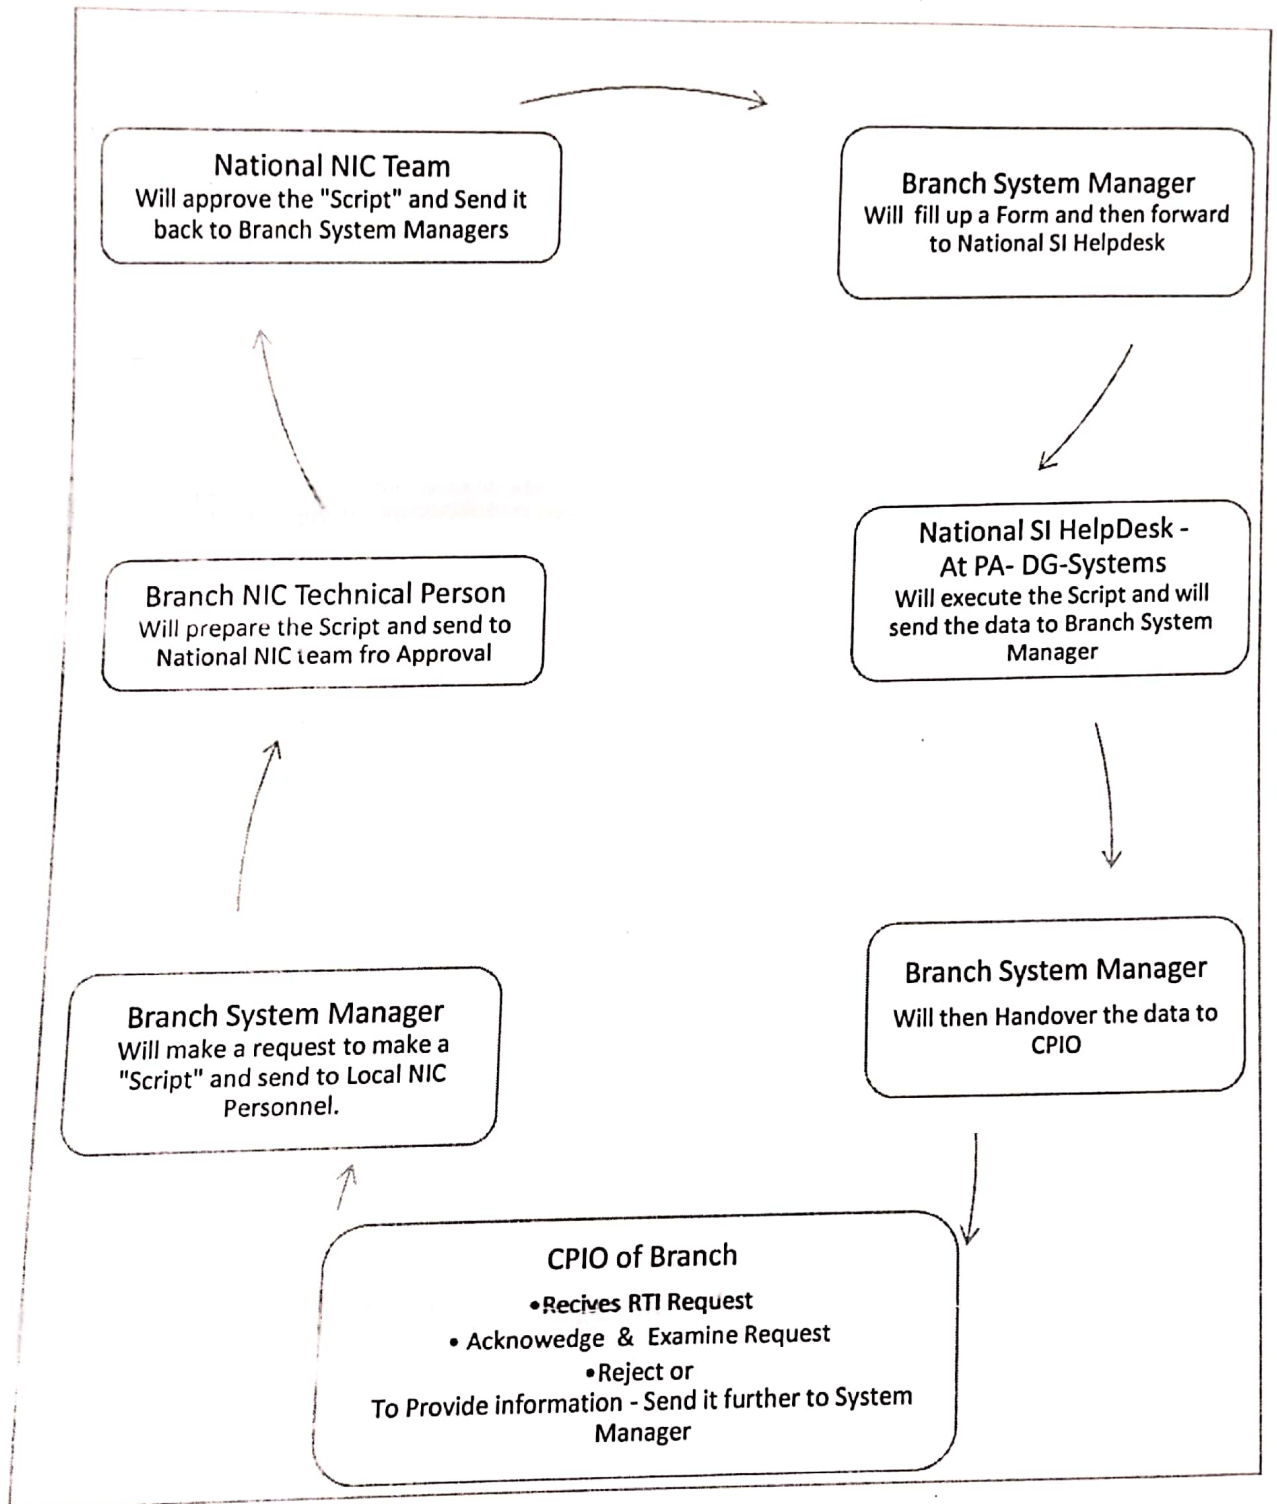 National NIC Team
Will approve the "Script" and Send it
back to Branch System Managers
Branch System Manager
Will fill up a Form and then forward
to National SI Helpdesk
National SI HelpDesk -
At PA- DG-Systems
Will execute the Script and will
send the data to Branch System
Manager
Branch NIC Technical Person
Will prepare the Script and send to
National NIC team fro Approval
Branch System Manager
Will then Handover the data to
CPIO
Branch System Manager
Will make a request to make a
"Script" and send to Local NIC
Personnel.
CPIO of Branch
•Recives RTI Request
• Acknowedge & Examine Request
•Reject or
To Provide information - Send it further to System
Manager